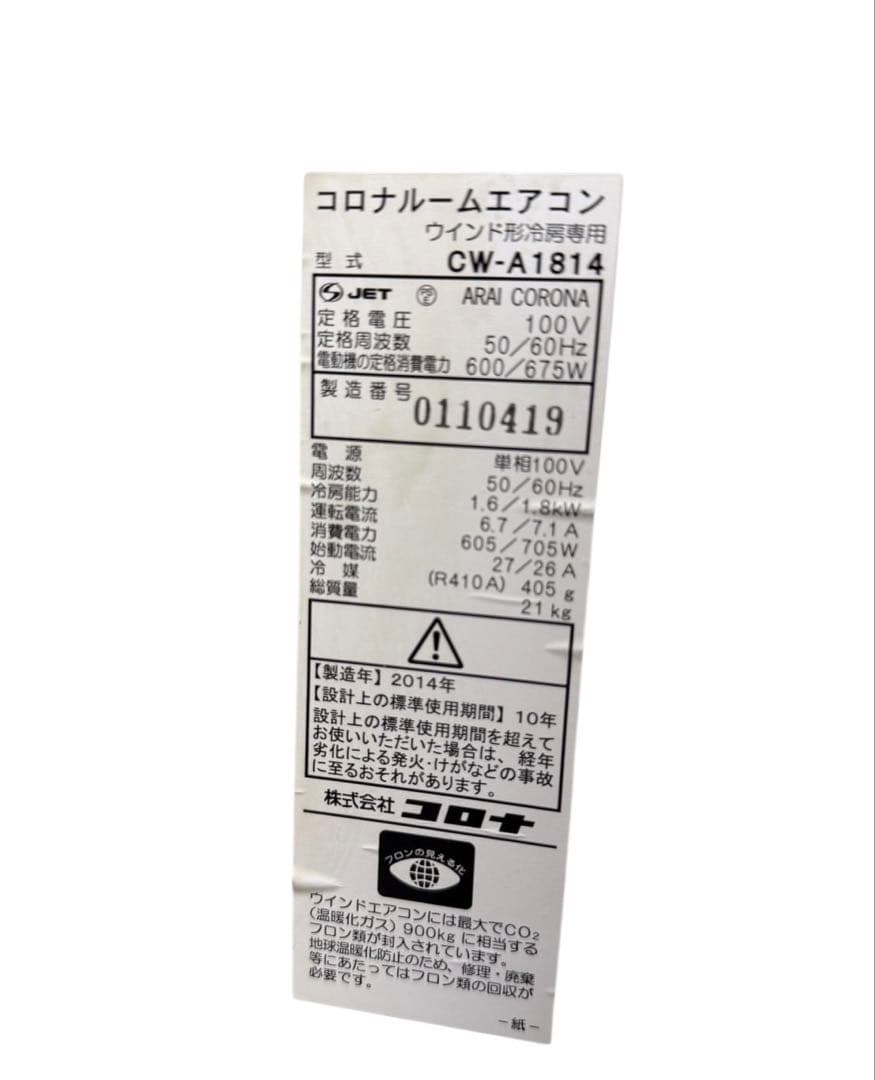 コロナルームエアコン
ウインド形冷房専用
型式 CW-A1814
JET PSE ARAI CORONA
定格電圧 100V
定格周波数 50/60Hz
電動機の定格消費電力 600/675W
製造番号 0110419
電源 単相100V
周波数 50/60Hz
冷房能力 1.6/1.8kW
運転電流 6.7/7.1A
消費電力 605/705W
始動電流 27/26A
冷媒 (R410A) 405g
総質量 21kg
【製造年】2014年
【設計上の標準使用期間】10年
設計上の標準使用期間を超えて
お使いいただいた場合は、経年
劣化による発火・けがなどの事故
に至るおそれがあります。
株式会社コロナ
フロンの見える化
ウインドエアコンには最大でCO₂
(温暖化ガス)900kgに相当する
フロン類が封入されています。
地球温暖化防止のため、修理・廃棄
等にあたってはフロン類の回収が
必要です。
－紙－